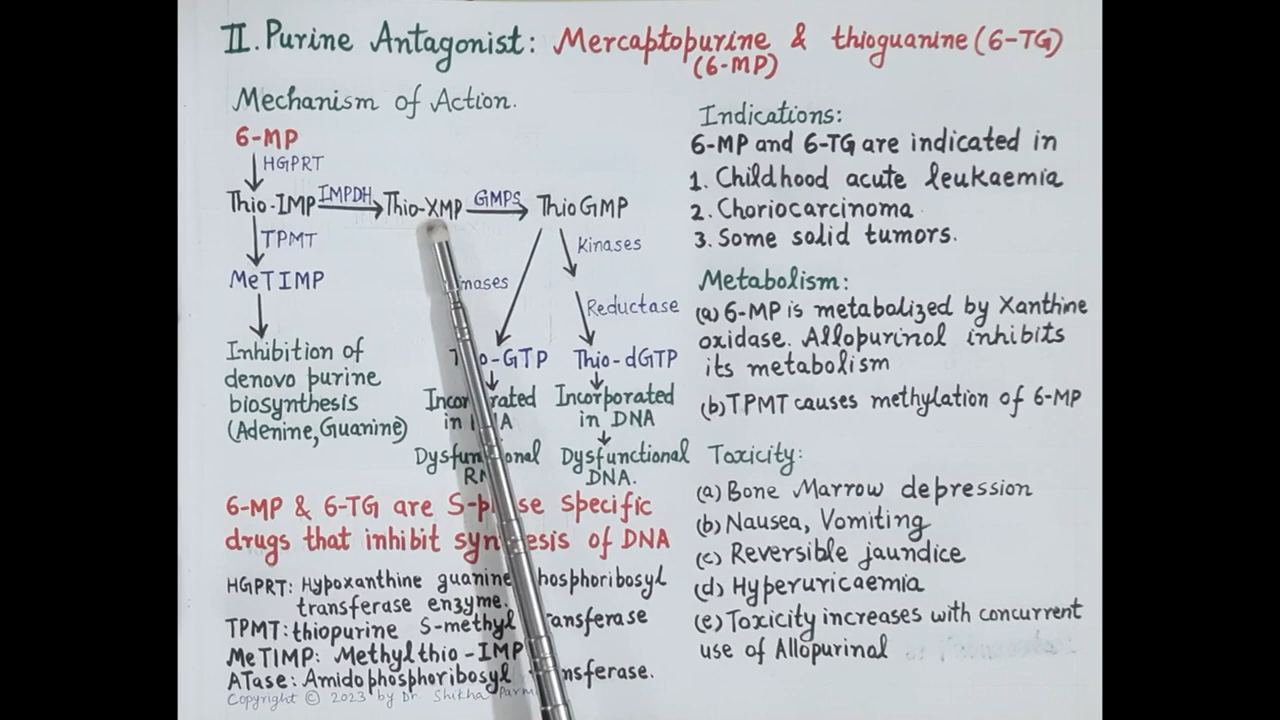 II. Purine Antagonist: Mercaptopurine & thioguanine (6-TG)
(6-MP)
Mechanism of Action.
6-MP
HGPRT
Thio-IMP IMPDH Thio-XMP GMPS ThioGMP
TPMT
Kinases
MeTIMP
Reductase
Thio-dGTP
Inhibition of
denovo purine
biosynthesis
(Adenine, Guanine)
Incorporated
in DNA
Dysfunctional
DNA.
6-MP & 6-TG are specific
drugs that inhibit of DNA
HGPRT: Hypoxanthine guanine
transferase enzyme.
TPMT: thiopurine S-methyl
MeTIMP: Methylthio-IMP
ATase: Amidophosphoribosyl
Copyright © 2023 by Dr. Shikha
Indications:
6-MP and 6-TG are indicated in
1. Childhood acute leukaemia
2. Choriocarcinoma
3. Some solid tumors.
Metabolism:
(a) 6-MP is metabolized by Xanthine
oxidase. Allopurinol inhibits
its metabolism
(b) TPMT causes methylation of 6-MP
Toxicity:
(a) Bone Marrow depression
(b) Nausea, Vomiting
(c) Reversible jaundice
(d) Hyperuricaemia
(e) Toxicity increases with concurrent
use of Allopurinal